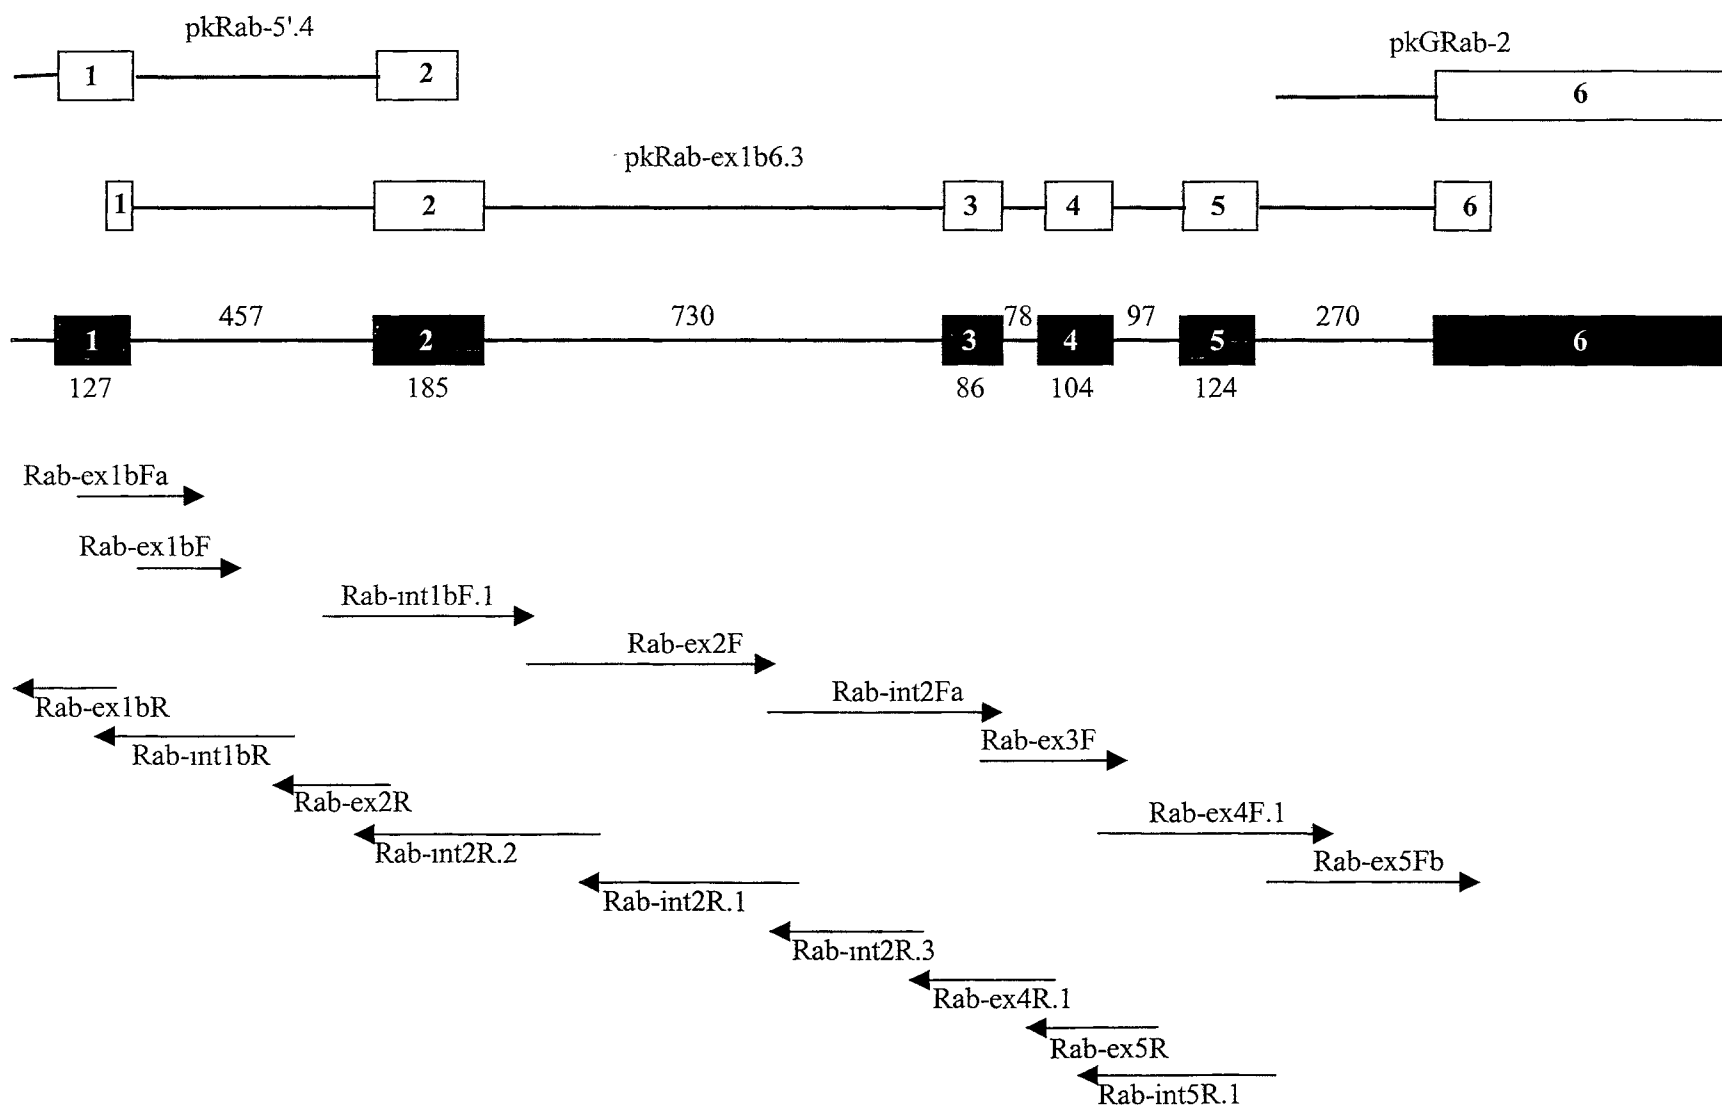 pkRab-5'.4
pkGRab-2
1 2
6
pkRab-ex1b6.3
1 2 3 4 5 6
457 730 78 97 270
1 2 3 4 5 6
127 185 86 104 124
Rab-ex1bFa
Rab-ex1bF
Rab-int1bF.1
Rab-ex2F
Rab-int2Fa
Rab-ex1bR
Rab-ex3F
Rab-int1bR
Rab-ex2R
Rab-ex4F.1
Rab-int2R.2
Rab-ex5Fb
Rab-int2R.1
Rab-int2R.3
Rab-ex4R.1
Rab-ex5R
Rab-int5R.1